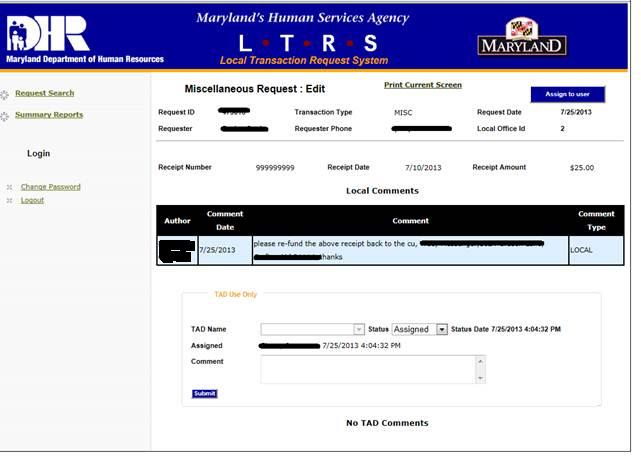 DHR
Maryland Department of Human Resources
Maryland's Human Services Agency
L • T • R • S
Local Transaction Request System
MARYLAND
Request Search
Summary Reports
Login
Change Password
Logout
Miscellaneous Request : Edit
Print Current Screen
Assign to user
Request ID Transaction Type MISC Request Date 7/25/2013
Requester Requester Phone Local Office Id 2
Receipt Number 999999999 Receipt Date 7/10/2013 Receipt Amount $25.00
Local Comments
Author Comment Date Comment Comment Type
7/25/2013 please re-fund the above receipt back to the cu, LOCAL
thanks
TAD Use Only
TAD Name Status Assigned Status Date 7/25/2013 4:04:32 PM
Assigned 7/25/2013 4:04:32 PM
Comment
Submit
No TAD Comments